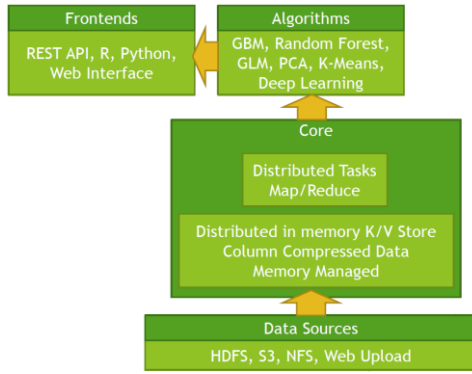 Frontends
REST API, R, Python,
Web Interface
Algorithms
GBM, Random Forest,
GLM, PCA, K-Means,
Deep Learning
Core
Distributed Tasks
Map/Reduce
Distributed in memory K/V Store
Column Compressed Data
Memory Managed
Data Sources
HDFS, S3, NFS, Web Upload